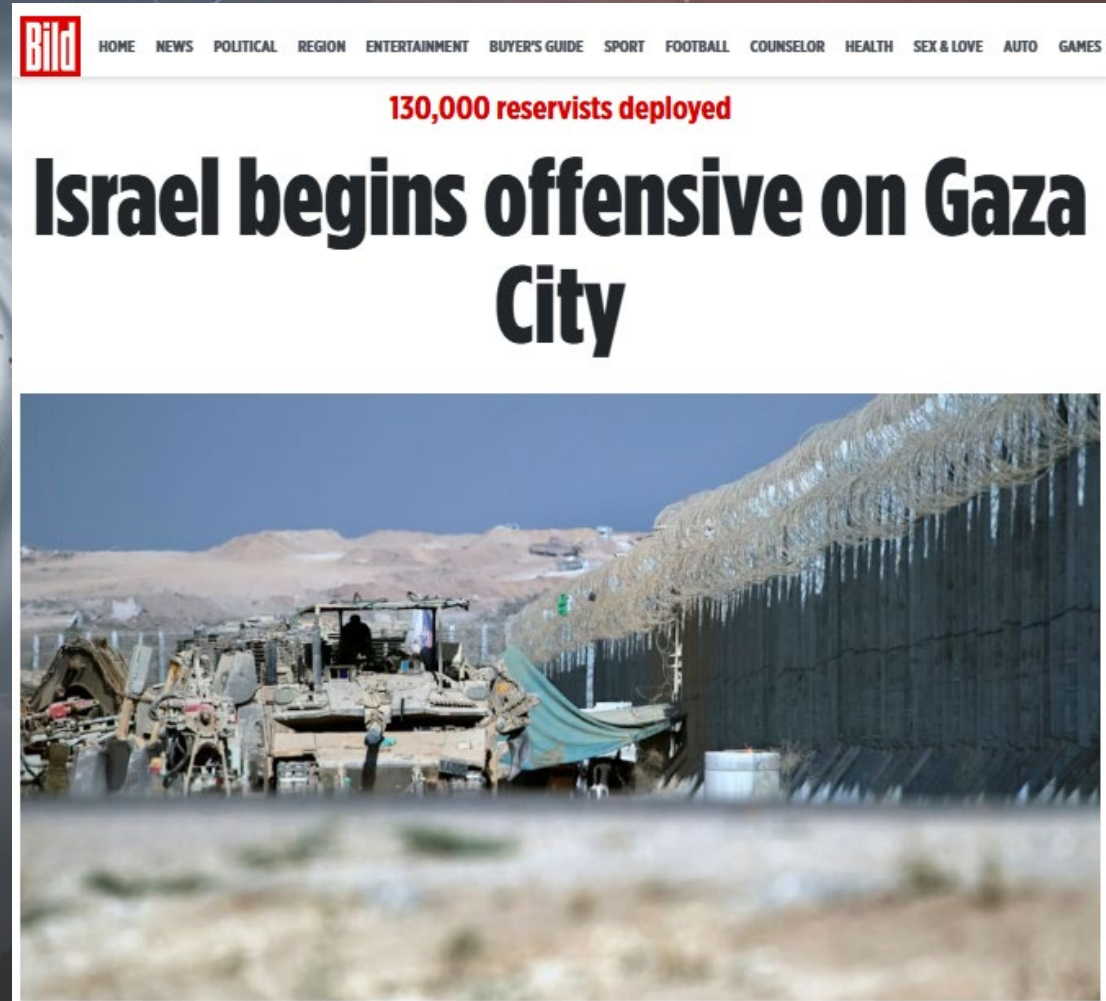 Bild HOME NEWS POLITICAL REGION ENTERTAINMENT BUYER'S GUIDE SPORT FOOTBALL COUNSELOR HEALTH SEX & LOVE AUTO GAMES
130,000 reservists deployed
Israel begins offensive on Gaza
City